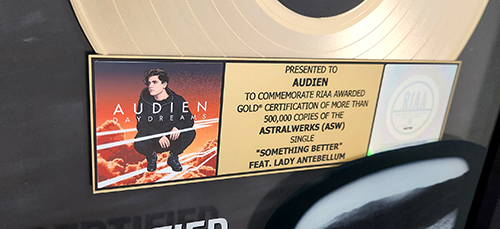 AUDIEN
DAYDREAMS
PRESENTED TO
AUDIEN
TO COMMEMORATE RIAA AWARDED
GOLD® CERTIFICATION OF MORE THAN
500,000 COPIES OF THE
ASTRALWERKS (ASW)
SINGLE
"SOMETHING BETTER"
FEAT. LADY ANTEBELLUM
RIAA
CERTIFIED